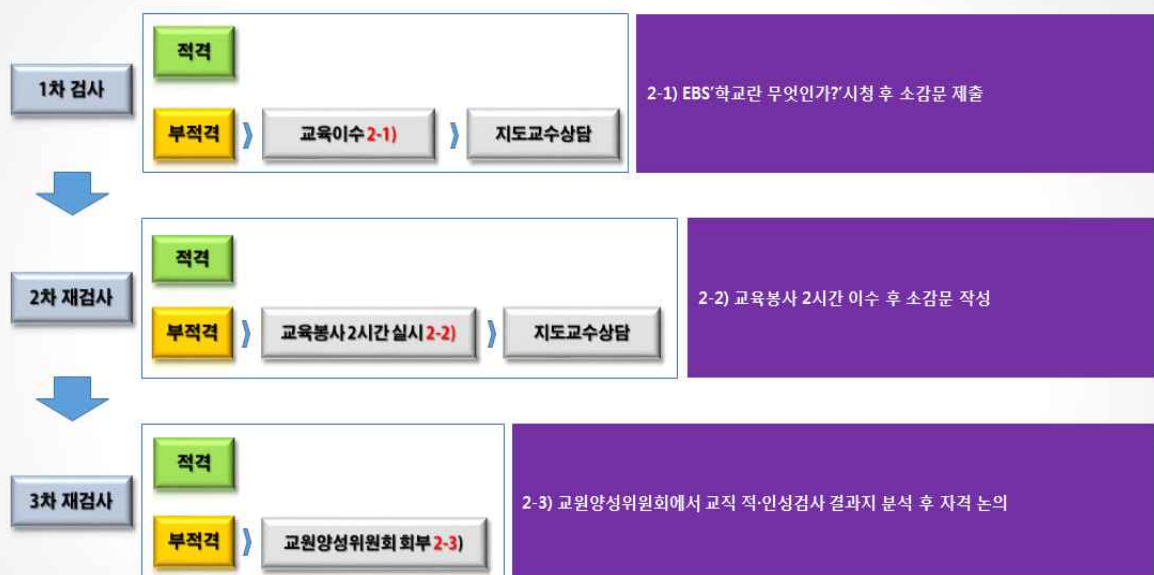 1차 검사
적격
부적격
교육이수 2-1)
지도교수상담
2-1) EBS'학교란 무엇인가?'시청 후 소감문 제출
2차 재검사
적격
부적격
교육봉사 2시간 실시 2-2)
지도교수상담
2-2) 교육봉사 2시간 이수 후 소감문 작성
3차 재검사
적격
부적격
교원양성위원회 회부 2-3)
2-3) 교원양성위원회에서 교직 적·인성검사 결과지 분석 후 자격 논의